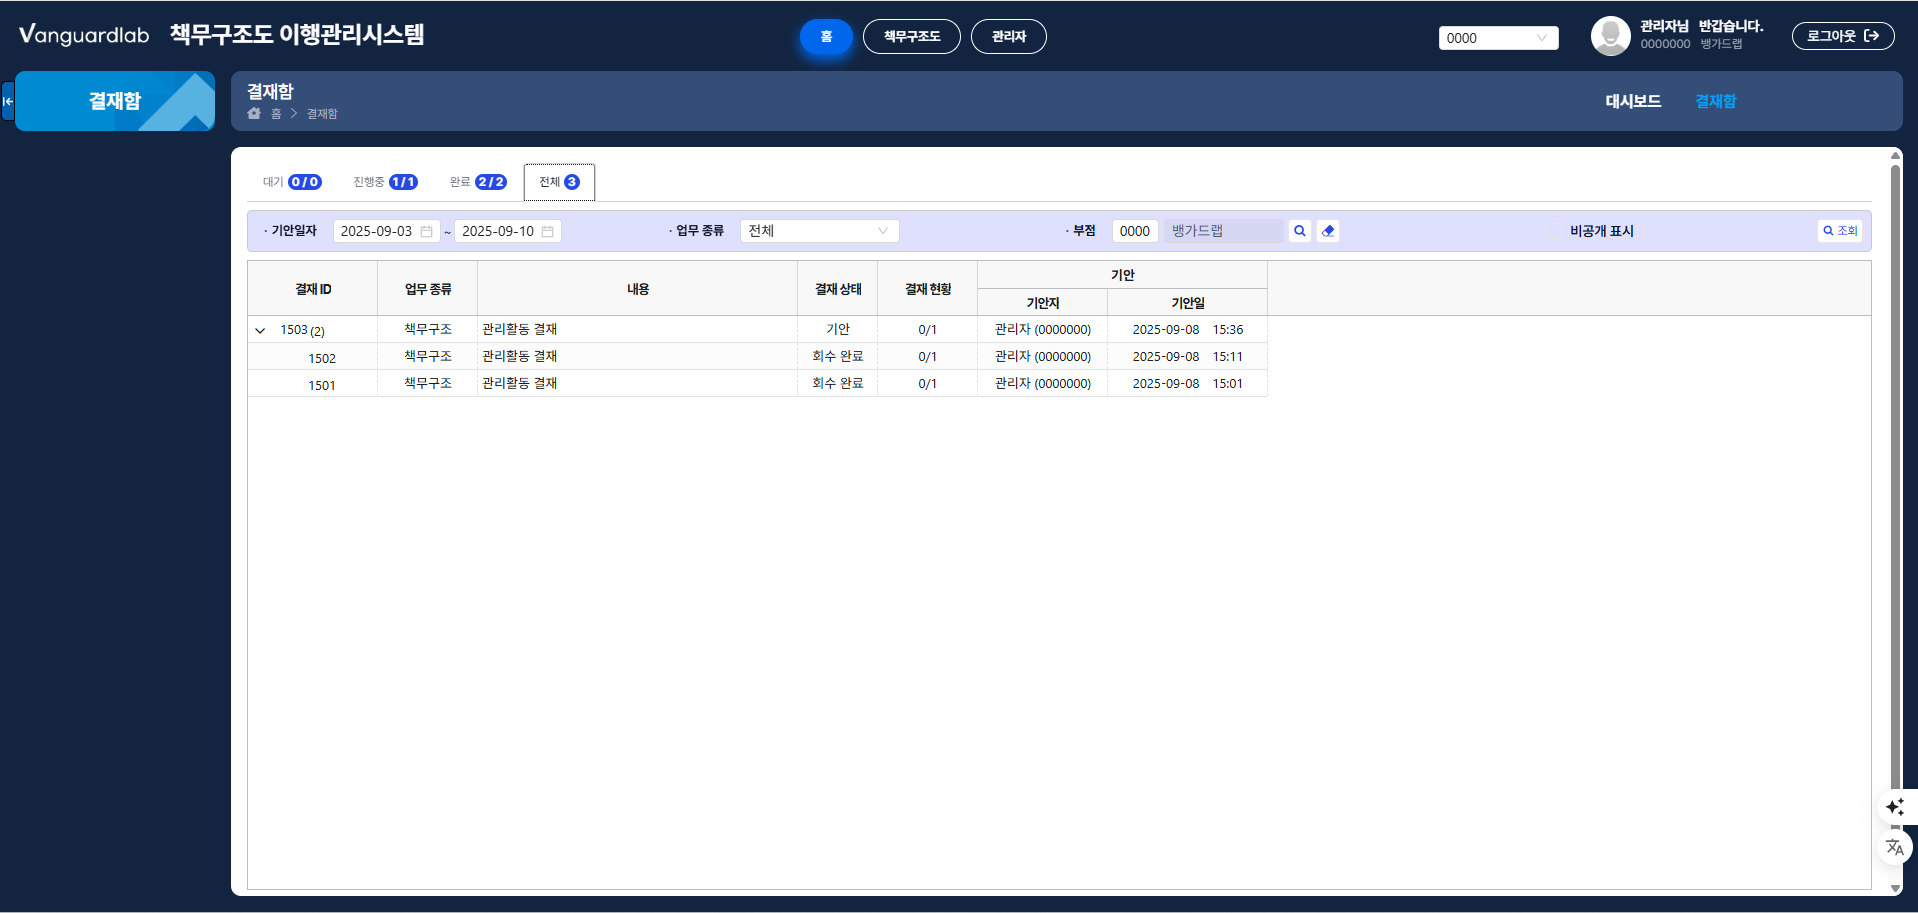 Vanguardlab 책무구조도 이행관리시스템
홈 책무구조도 관리자
0000
관리자님 반갑습니다.
0000000 뱅가드랩
로그아웃
결재함
결재함
홈 > 결재함
대시보드 결재함
대기 0 / 0 진행중 1 / 1 완료 2 / 2 전체 3
· 기안일자 2025-09-03 ~ 2025-09-10 · 업무 종류 전체 · 부점 0000 뱅가드랩 비공개 표시 조회
결재 ID 업무 종류 내용 결재 상태 결재 현황 기안
기안자 기안일
1503 (2) 책무구조 관리활동 결재 기안 0/1 관리자 (0000000) 2025-09-08 15:36
1502 책무구조 관리활동 결재 회수 완료 0/1 관리자 (0000000) 2025-09-08 15:11
1501 책무구조 관리활동 결재 회수 완료 0/1 관리자 (0000000) 2025-09-08 15:01